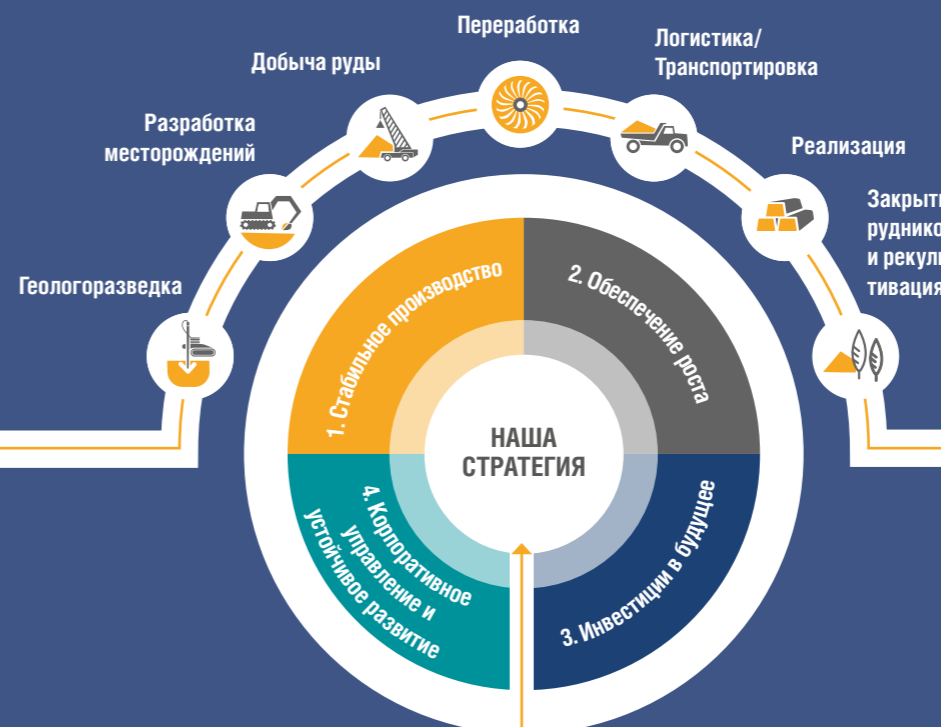 Переработка
Логистика/
Транспортировка
Добыча руды
Разработка
месторождений
Реализация
Геологоразведка
и
1. Стабильное производство
2. Обеспечение роста
НАША
СТРАТЕГИЯ
4. Корпоративное
управление и
устойчивое развитие
3. Инвестиции в будущее